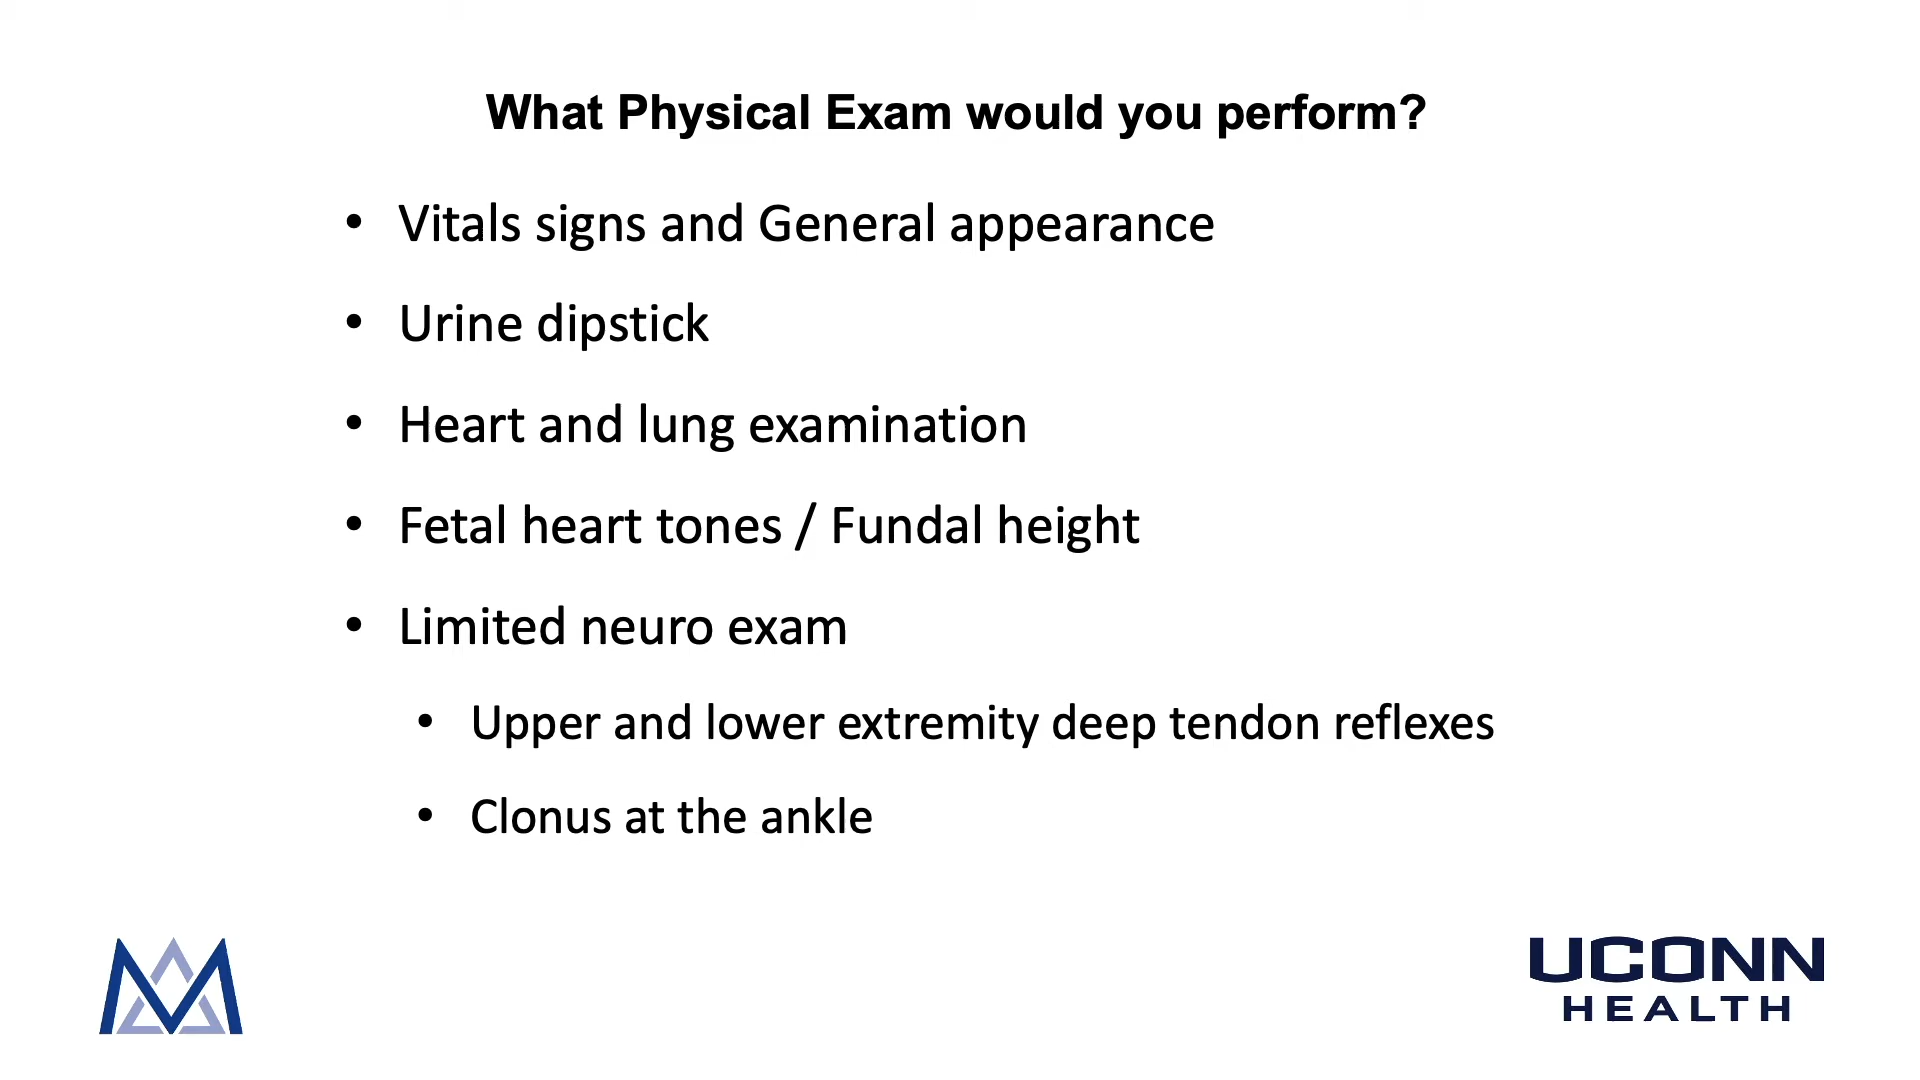 What Physical Exam would you perform?
• Vitals signs and General appearance
• Urine dipstick
• Heart and lung examination
• Fetal heart tones / Fundal height
• Limited neuro exam
• Upper and lower extremity deep tendon reflexes
• Clonus at the ankle
UCONN
HEALTH